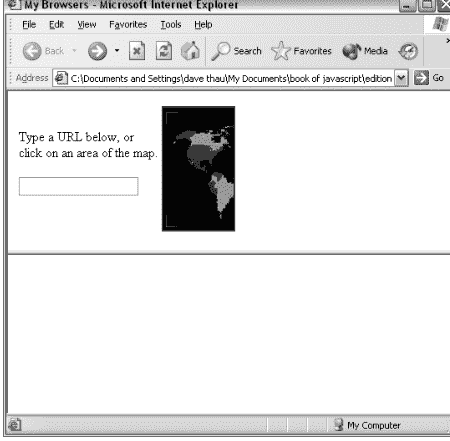 My Browsers - Microsoft Internet Explorer
File Edit View Favorites Tools Help
Back Search Favorites Media
Address C:\Documents and Settings\dave thau\My Documents\book of javascript\edition Go
Type a URL below, or
click on an area of the map.
My Computer